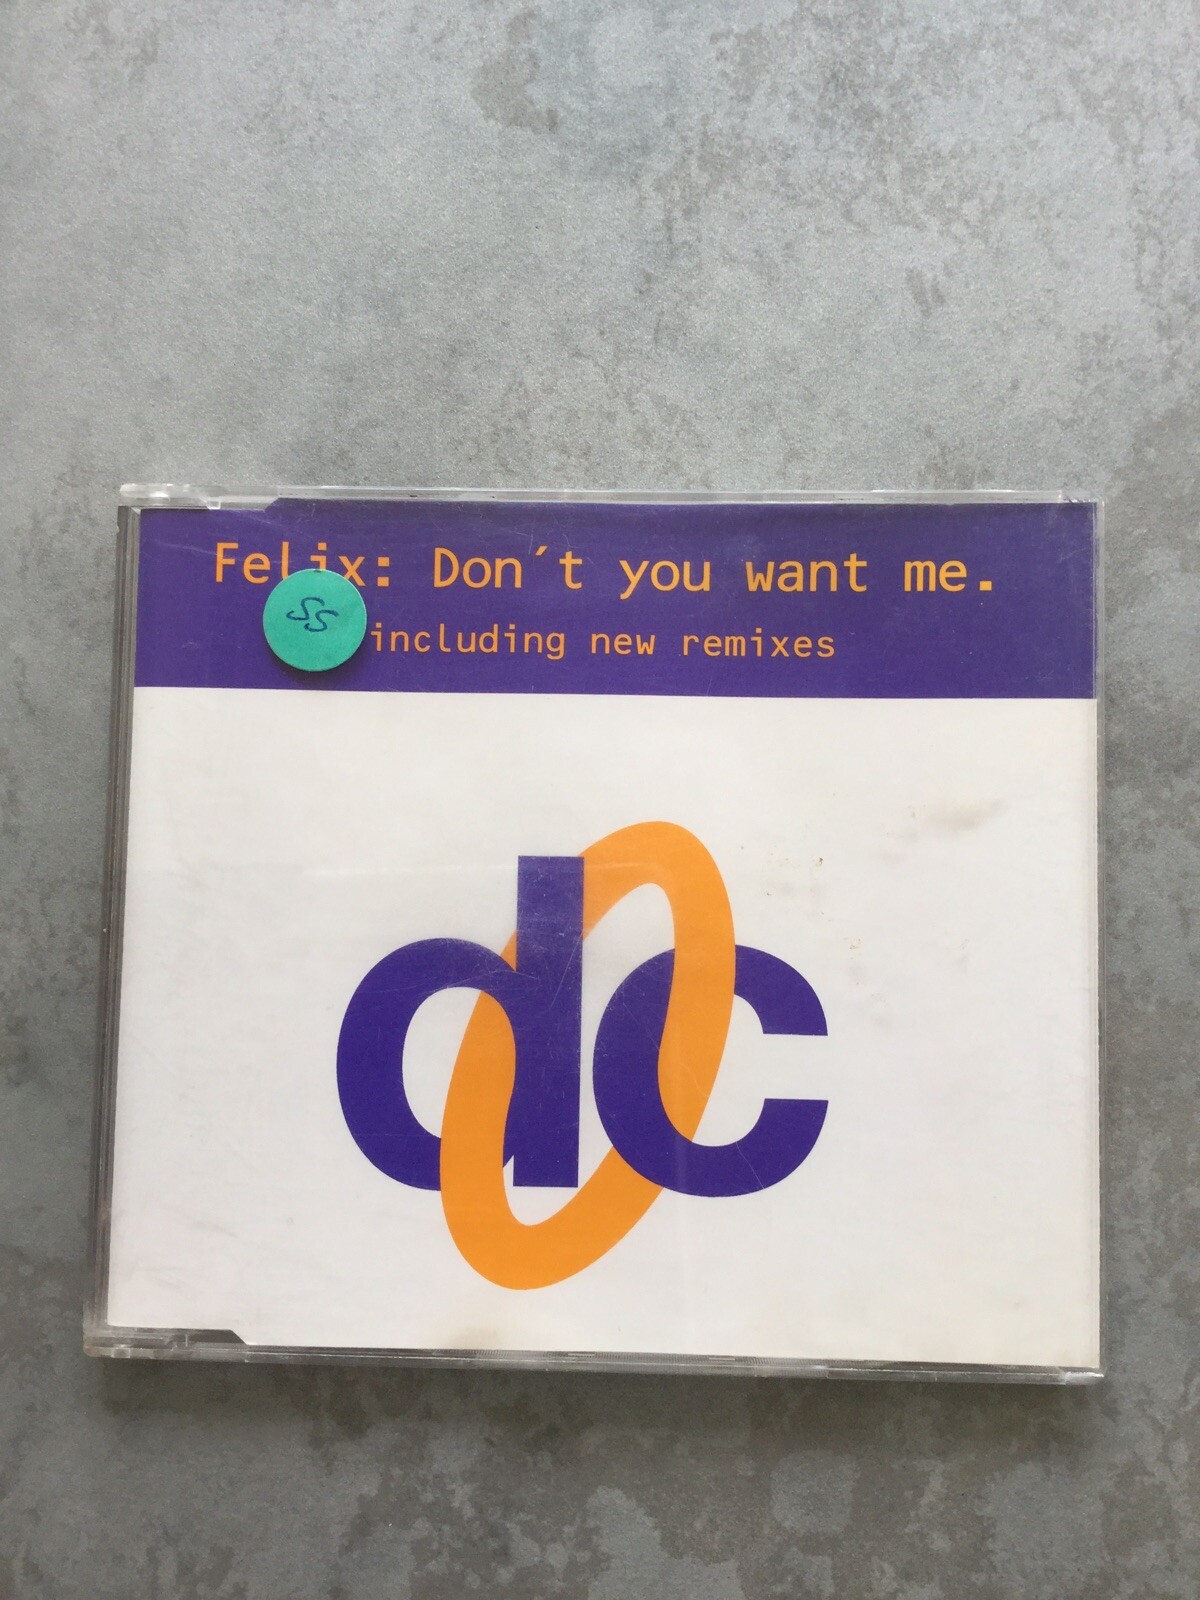 Felix: Don´t you want me.
SS
including new remixes
dc